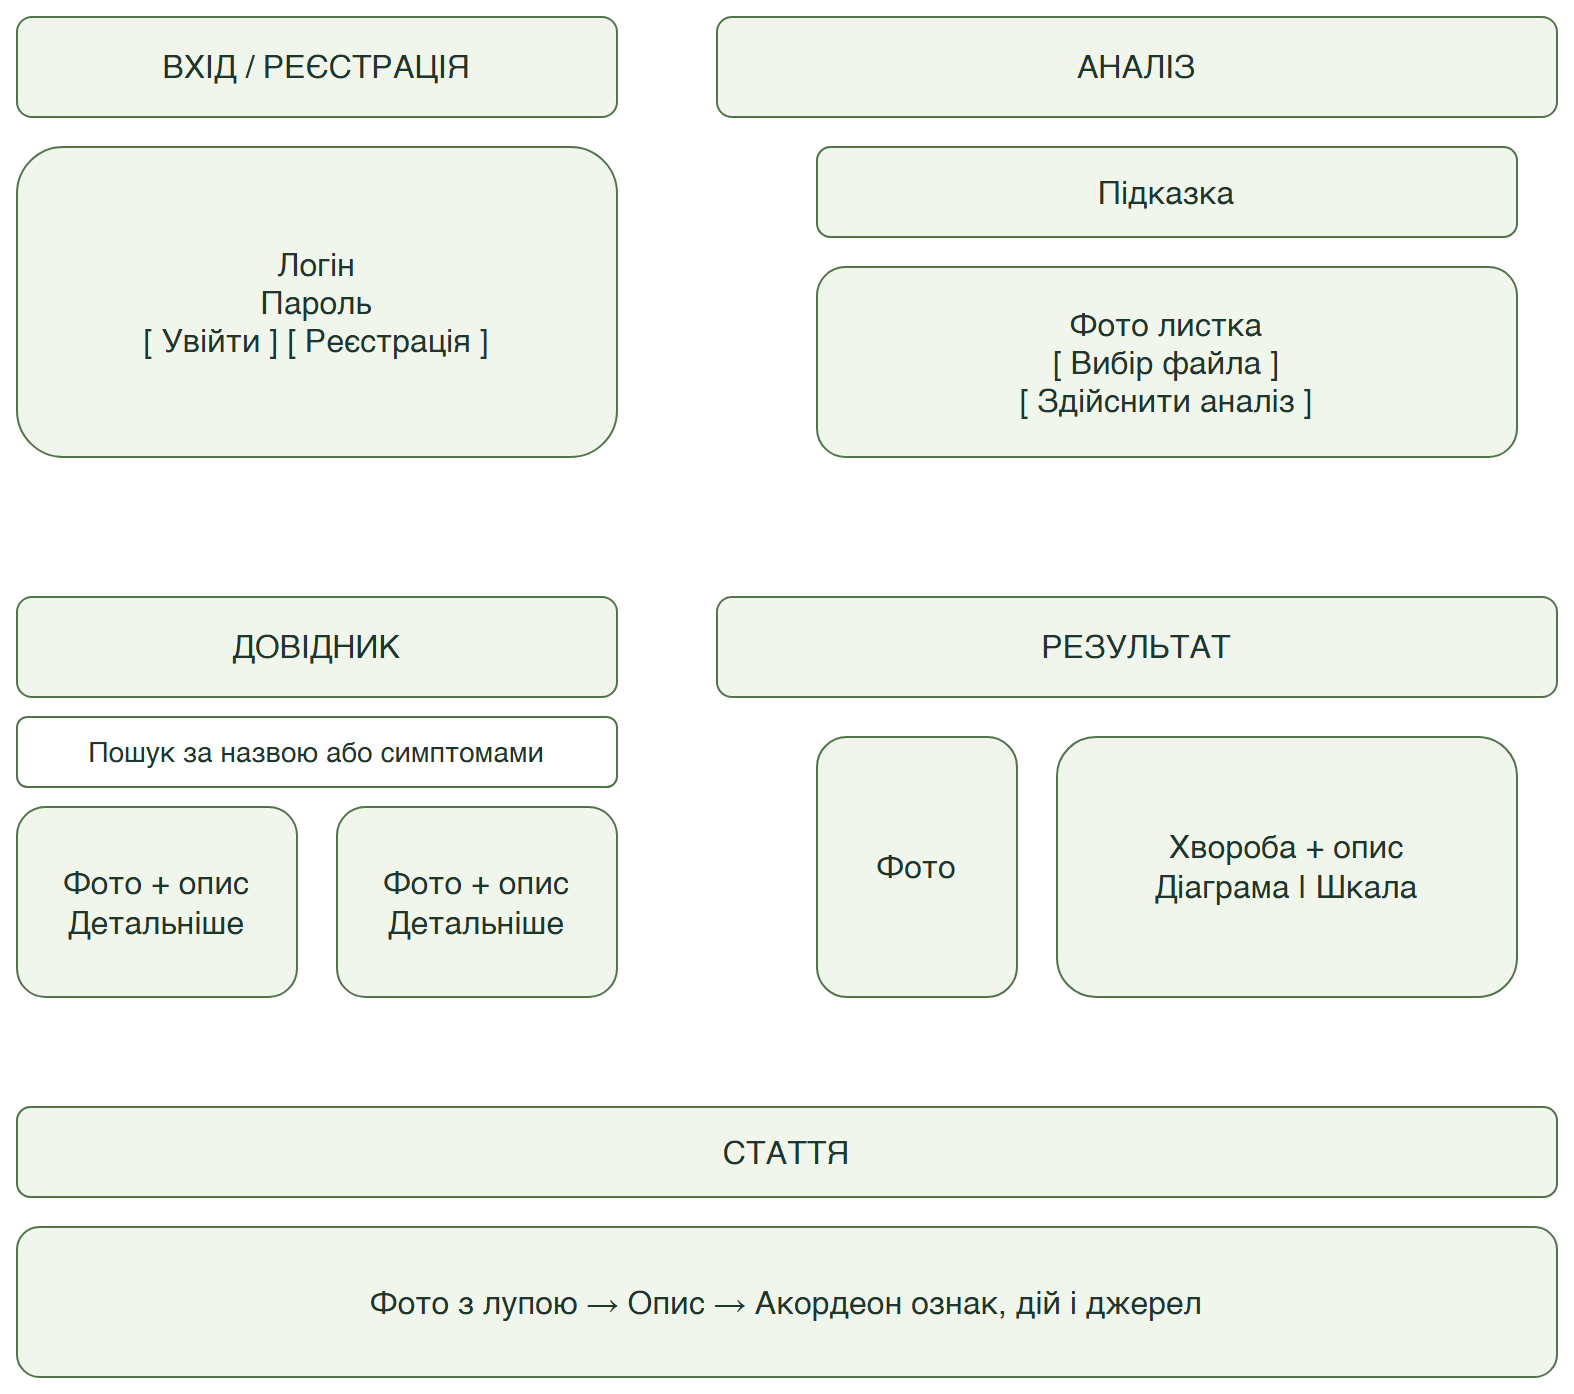 ВХІД / РЕЄСТРАЦІЯ
Логін
Пароль
[ Увійти ] [ Реєстрація ]
АНАЛІЗ
Підказка
Фото листка
[ Вибір файла ]
[ Здійснити аналіз ]
ДОВІДНИК
Пошук за назвою або симптомами
Фото + опис
Детальніше
Фото + опис
Детальніше
РЕЗУЛЬТАТ
Фото
Хвороба + опис
Діаграма І Шкала
СТАТТЯ
Фото з лупою → Опис → Акордеон ознак, дій і джерел